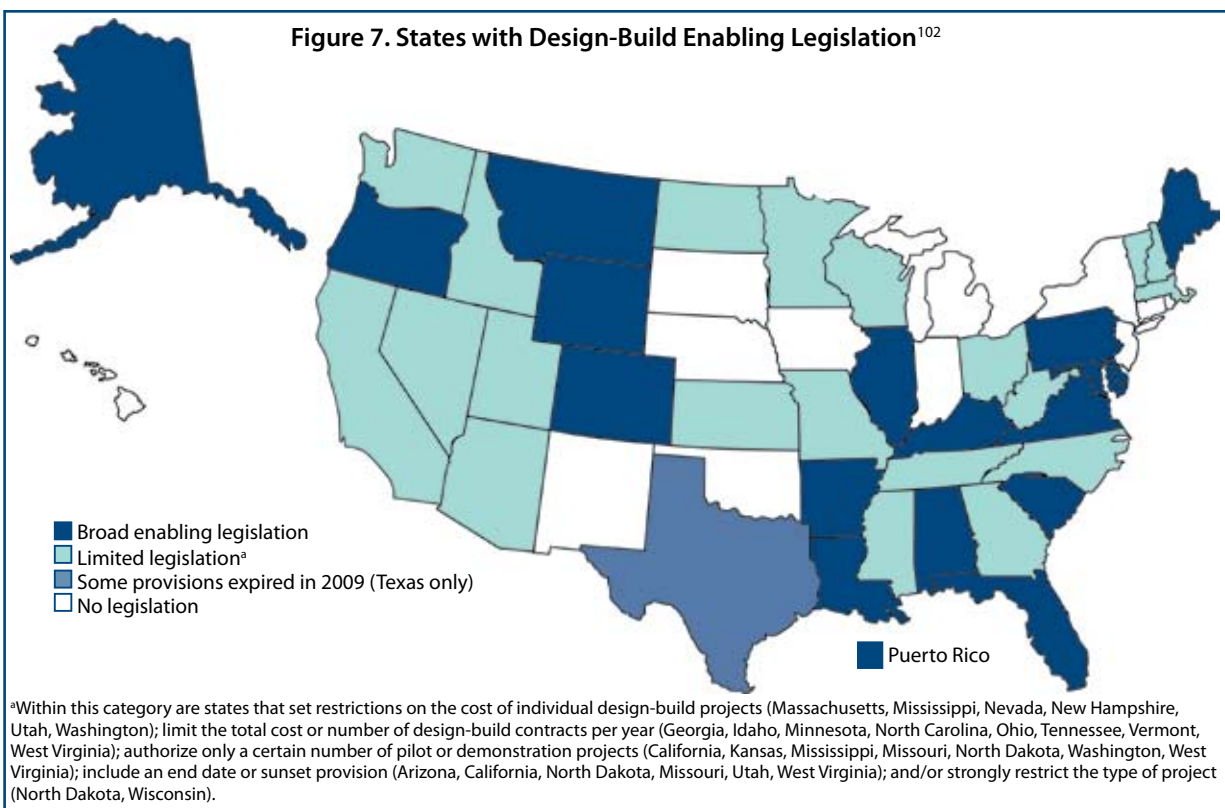 Figure 7. States with Design-Build Enabling Legislation102
Broad enabling legislation
Limited legislationa
Some provisions expired in 2009 (Texas only)
No legislation
Puerto Rico
aWithin this category are states that set restrictions on the cost of individual design-build projects (Massachusetts, Mississippi, Nevada, New Hampshire,
Utah, Washington); limit the total cost or number of design-build contracts per year (Georgia, Idaho, Minnesota, North Carolina, Ohio, Tennessee, Vermont,
West Virginia); authorize only a certain number of pilot or demonstration projects (California, Kansas, Mississippi, Missouri, North Dakota, Washington, West
Virginia); include an end date or sunset provision (Arizona, California, North Dakota, Missouri, Utah, West Virginia); and/or strongly restrict the type of project
(North Dakota, Wisconsin).